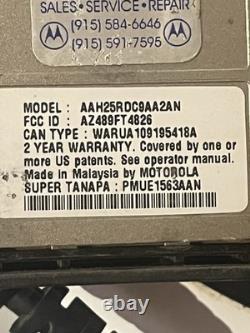 SALES • SERVICE • REPAIR
(915) 584-6646
(915) 591-7595
MODEL : AAH25RDC9AA2AN
FCC ID : AZ489FT4826
CAN TYPE : WARUA109195418A
2 YEAR WARRANTY. Covered by one or
more US patents. See dealer manual.
Made in Malaysia by MOTOROLA
SUPER TANAPA : PMUE1563AAN